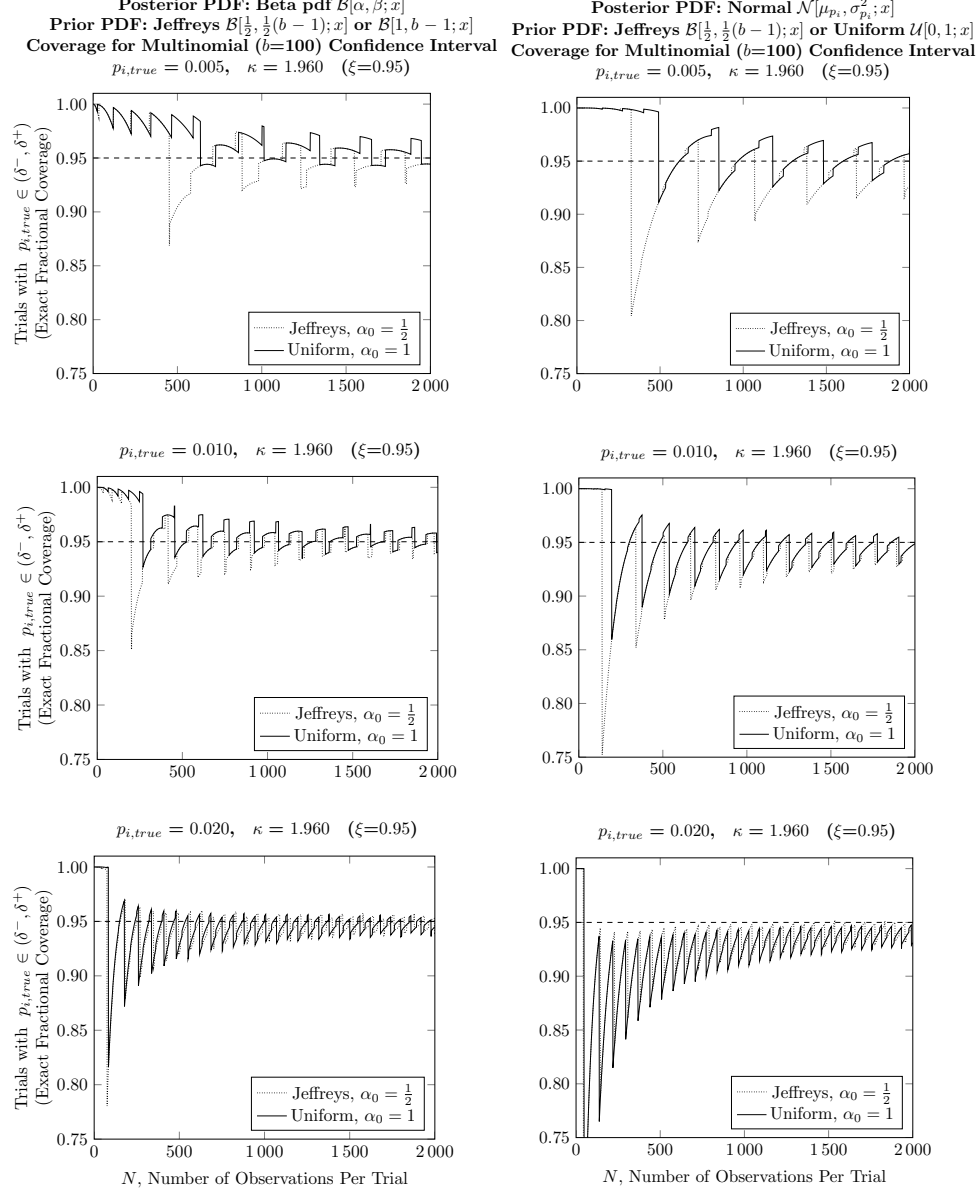 Posterior PDF: Beta pdf B[α, β; x]
Prior PDF: Jeffreys B[½, ½(b − 1); x] or B[1, b − 1; x]
Coverage for Multinomial (b=100) Confidence Interval
p_{i,true} = 0.005, κ = 1.960 (ξ=0.95)
Trials with p_{i,true} ∈ (δ⁻, δ⁺)
(Exact Fractional Coverage)
1.00
0.95
0.90
0.85
0.80
0.75
Jeffreys, α₀ = ½
Uniform, α₀ = 1
0 500 1 000 1 500 2 000
Posterior PDF: Normal N[μ_{p_i}, σ²_{p_i}; x]
Prior PDF: Jeffreys B[½, ½(b − 1); x] or Uniform U[0, 1; x]
Coverage for Multinomial (b=100) Confidence Interval
p_{i,true} = 0.005, κ = 1.960 (ξ=0.95)
1.00
0.95
0.90
0.85
0.80
0.75
Jeffreys, α₀ = ½
Uniform, α₀ = 1
0 500 1 000 1 500 2 000
p_{i,true} = 0.010, κ = 1.960 (ξ=0.95)
Trials with p_{i,true} ∈ (δ⁻, δ⁺)
(Exact Fractional Coverage)
1.00
0.95
0.90
0.85
0.80
0.75
Jeffreys, α₀ = ½
Uniform, α₀ = 1
0 500 1 000 1 500 2 000
p_{i,true} = 0.010, κ = 1.960 (ξ=0.95)
1.00
0.95
0.90
0.85
0.80
0.75
Jeffreys, α₀ = ½
Uniform, α₀ = 1
0 500 1 000 1 500 2 000
p_{i,true} = 0.020, κ = 1.960 (ξ=0.95)
Trials with p_{i,true} ∈ (δ⁻, δ⁺)
(Exact Fractional Coverage)
1.00
0.95
0.90
0.85
0.80
0.75
Jeffreys, α₀ = ½
Uniform, α₀ = 1
0 500 1 000 1 500 2 000
N, Number of Observations Per Trial
p_{i,true} = 0.020, κ = 1.960 (ξ=0.95)
1.00
0.95
0.90
0.85
0.80
0.75
Jeffreys, α₀ = ½
Uniform, α₀ = 1
0 500 1 000 1 500 2 000
N, Number of Observations Per Trial